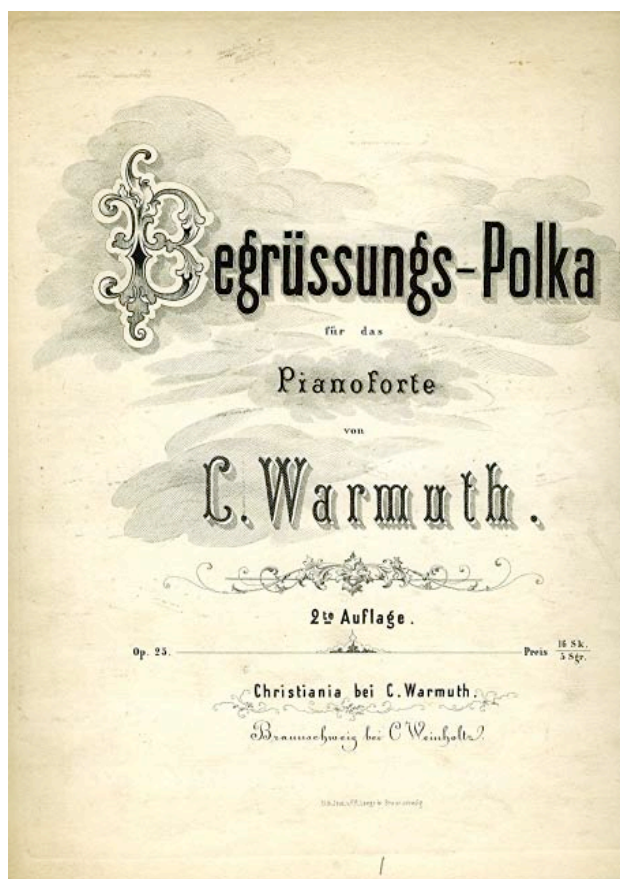 Begrüssungs-Polka
für das
Pianoforte
von
C. Warmuth.
2te Auflage.
Op. 25.
Preis 16 Sk. / 5 Sgr.
Christiania bei C. Warmuth.
Braunschweig bei C Weinholtz.